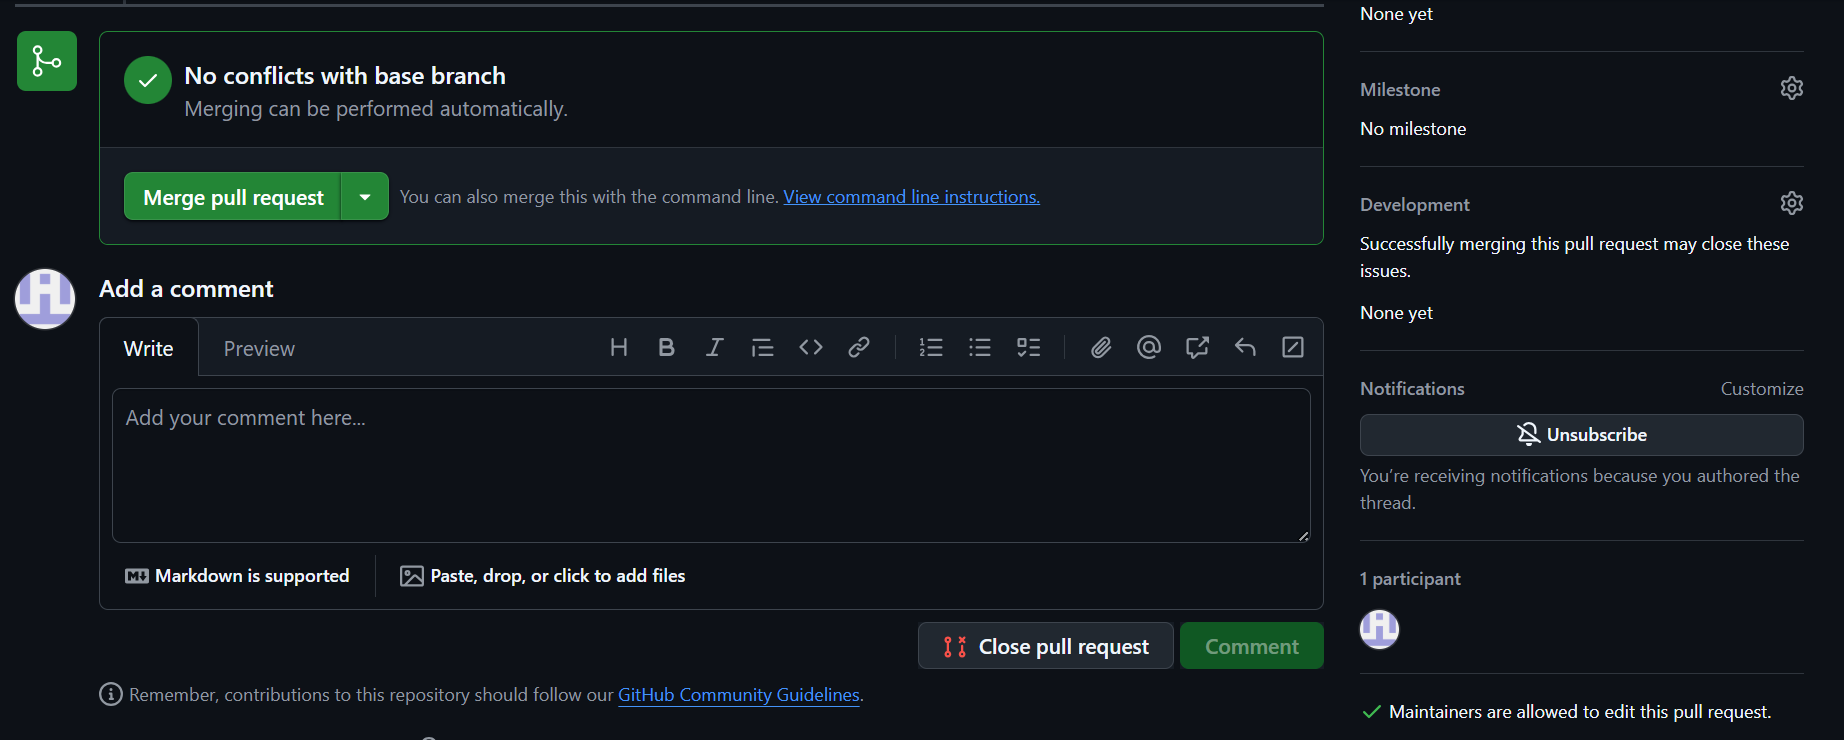 No conflicts with base branch
Merging can be performed automatically.
Merge pull request
You can also merge this with the command line. View command line instructions.
Add a comment
Write
Preview
Add your comment here...
Markdown is supported
Paste, drop, or click to add files
Close pull request
Comment
Remember, contributions to this repository should follow our GitHub Community Guidelines.
None yet
Milestone
No milestone
Development
Successfully merging this pull request may close these
issues.
None yet
Notifications
Customize
Unsubscribe
You’re receiving notifications because you authored the
thread.
1 participant
Maintainers are allowed to edit this pull request.